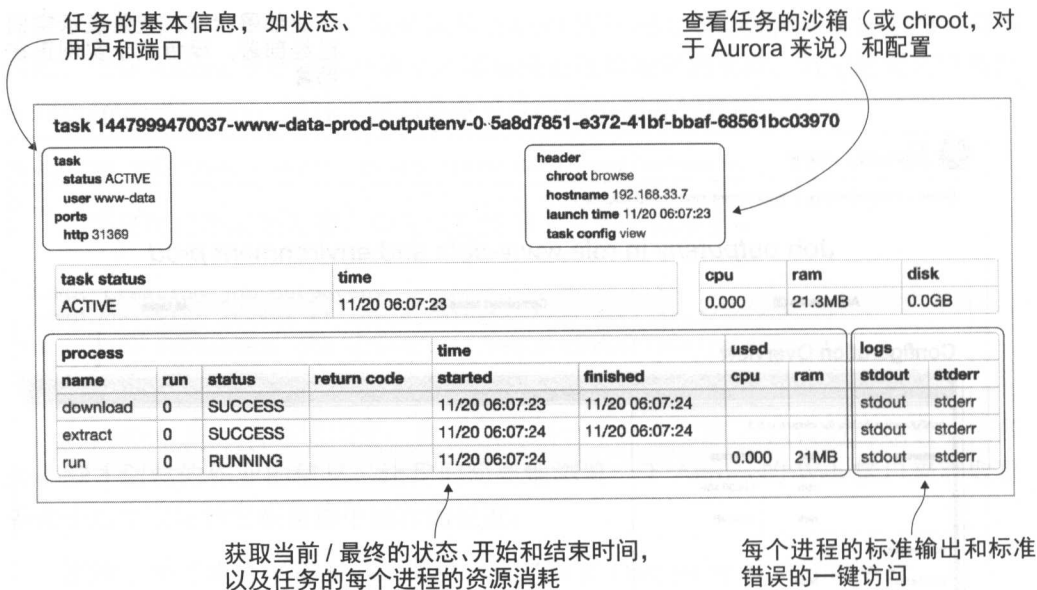 任务的基本信息，如状态、
用户和端口
查看任务的沙箱（或 chroot，对
于 Aurora 来说）和配置
task 1447999470037-www-data-prod-outputenv-0-5a8d7851-e372-41bf-bbaf-68561bc03970
task
status ACTIVE
user www-data
ports
http 31369
header
chroot browse
hostname 192.168.33.7
launch time 11/20 06:07:23
task config view
task status time
ACTIVE 11/20 06:07:23
cpu ram disk
0.000 21.3MB 0.0GB
process time used logs
name run status return code started finished cpu ram stdout stderr
download 0 SUCCESS 11/20 06:07:23 11/20 06:07:24 stdout stderr
extract 0 SUCCESS 11/20 06:07:24 11/20 06:07:24 stdout stderr
run 0 RUNNING 11/20 06:07:24 0.000 21MB stdout stderr
获取当前 / 最终的状态、开始和结束时间，
以及任务的每个进程的资源消耗
每个进程的标准输出和标准
错误的一键访问